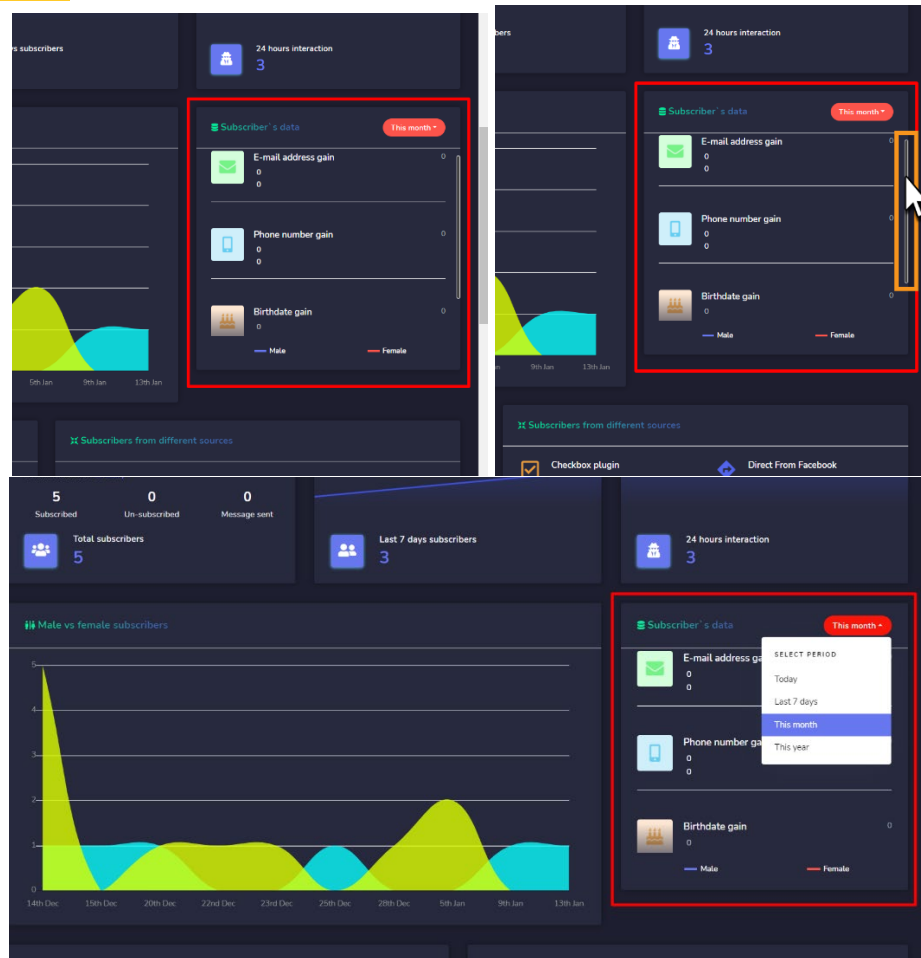 s subscribers
24 hours interaction
3
Subscriber`s data
This month
E-mail address gain
0
0
0
Phone number gain
0
0
0
Birthdate gain
0
0
Male
Female
5th Jan
9th Jan
13th Jan
Subscribers from different sources
bers
24 hours interaction
3
Subscriber`s data
This month
E-mail address gain
0
0
0
Phone number gain
0
0
0
Birthdate gain
0
0
Male
Female
9th Jan
13th Jan
Subscribers from different sources
Checkbox plugin
Direct From Facebook
5
0
0
Subscribed
Un-subscribed
Message sent
Total subscribers
5
Last 7 days subscribers
3
24 hours interaction
3
Male vs female subscribers
5
4
3
2
1
0
14th Dec
15th Dec
20th Dec
22nd Dec
23rd Dec
25th Dec
28th Dec
5th Jan
9th Jan
13th Jan
Subscriber`s data
This month
E-mail address ga
0
0
Phone number ga
0
0
SELECT PERIOD
Today
Last 7 days
This month
This year
Birthdate gain
0
0
Male
Female